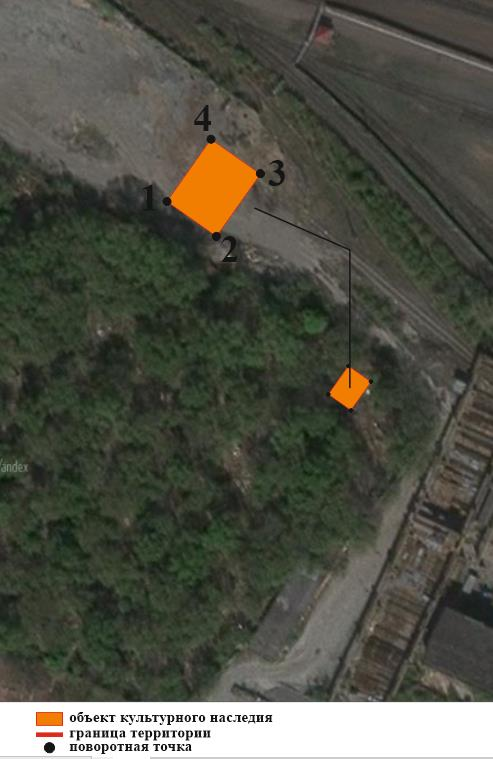 4
3
1
2
Yandex
объект культурного наследия
граница территории
поворотная точка